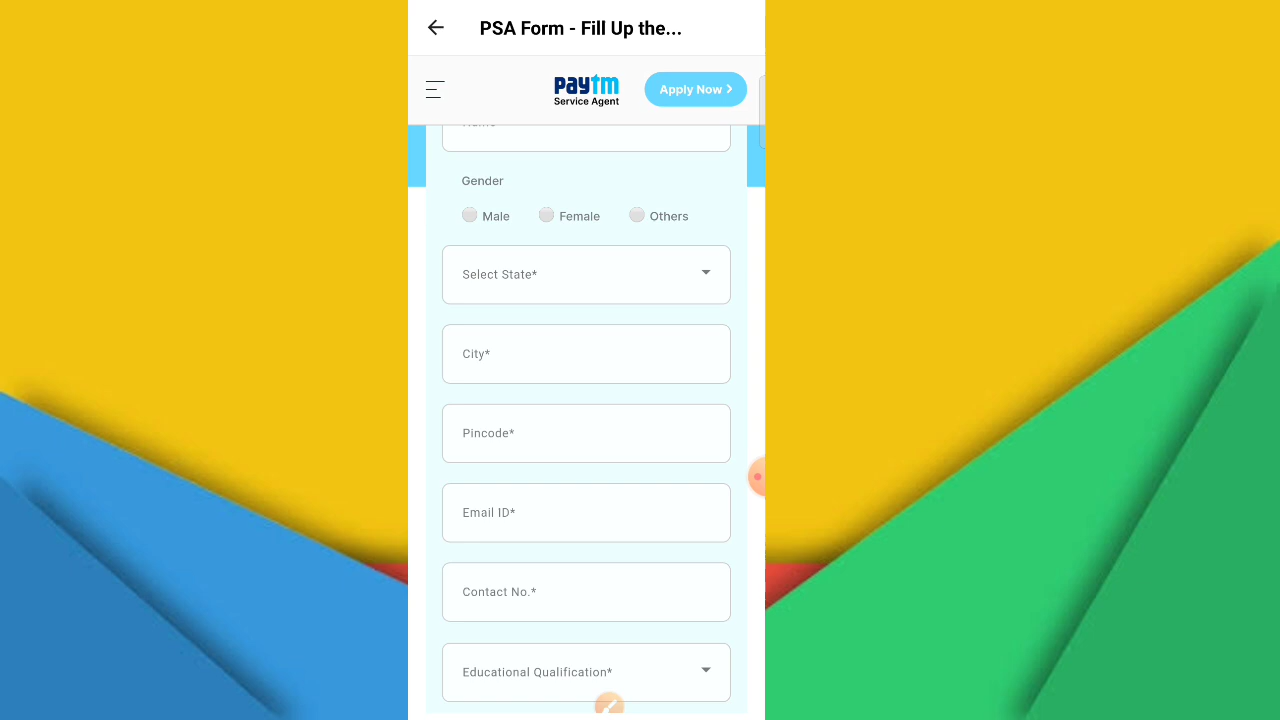 PSA Form - Fill Up the...
paytm
Service Agent
Apply Now
Gender
Male Female Others
Select State*
City*
Pincode*
Email ID*
Contact No.*
Educational Qualification*